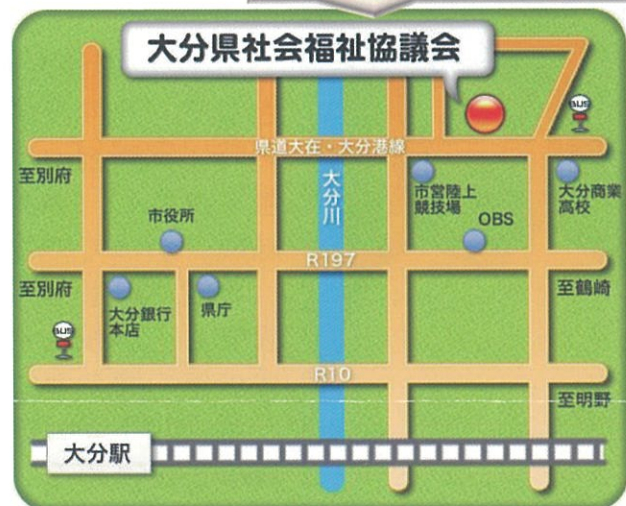 大分県社会福祉協議会
BUS
県道大在・大分港線
至別府
大分川
市営陸上
競技場
大分商業
高校
市役所
OBS
R197
至別府
大分銀行
本店
県庁
至鶴崎
BUS
R10
至明野
大分駅